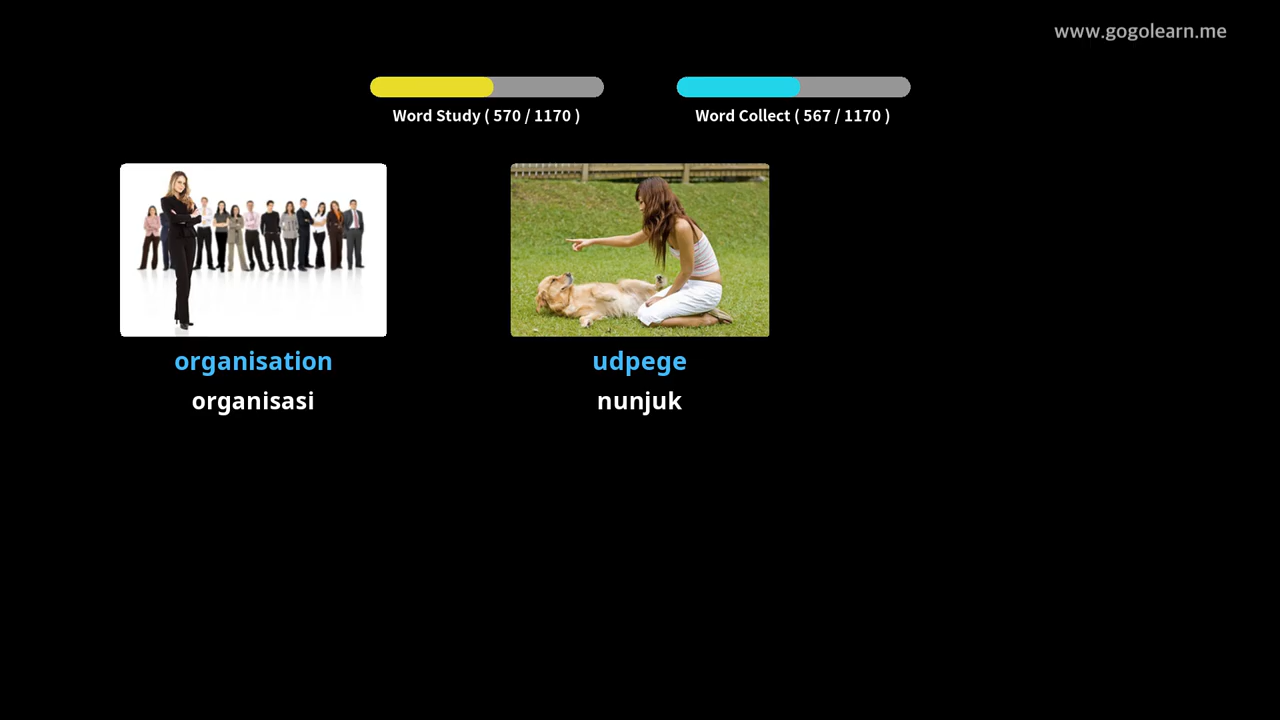 www.gogolearn.me
Word Study ( 570 / 1170 )
Word Collect ( 567 / 1170 )
organisation
organisasi
udpege
nunjuk